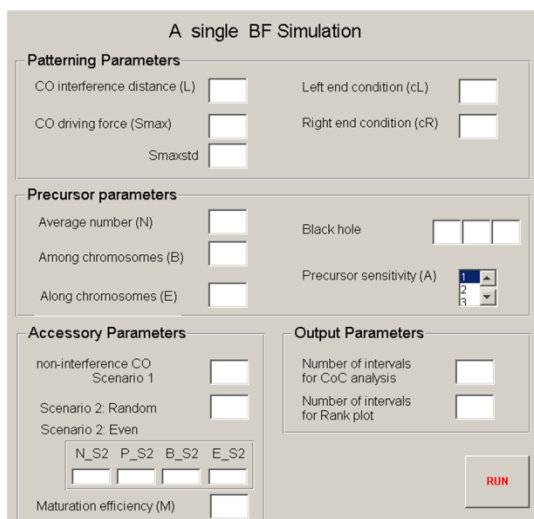 A single BF Simulation
Patterning Parameters
CO interference distance (L)
Left end condition (cL)
CO driving force (Smax)
Right end condition (cR)
Smaxstd
Precursor parameters
Average number (N)
Black hole
Among chromosomes (B)
Precursor sensitivity (A)
1
2
3
Along chromosomes (E)
Accessory Parameters
non-interference CO
Scenario 1
Scenario 2: Random
Scenario 2: Even
N_S2 P_S2 B_S2 E_S2
Maturation efficiency (M)
Output Parameters
Number of intervals
for CoC analysis
Number of intervals
for Rank plot
RUN